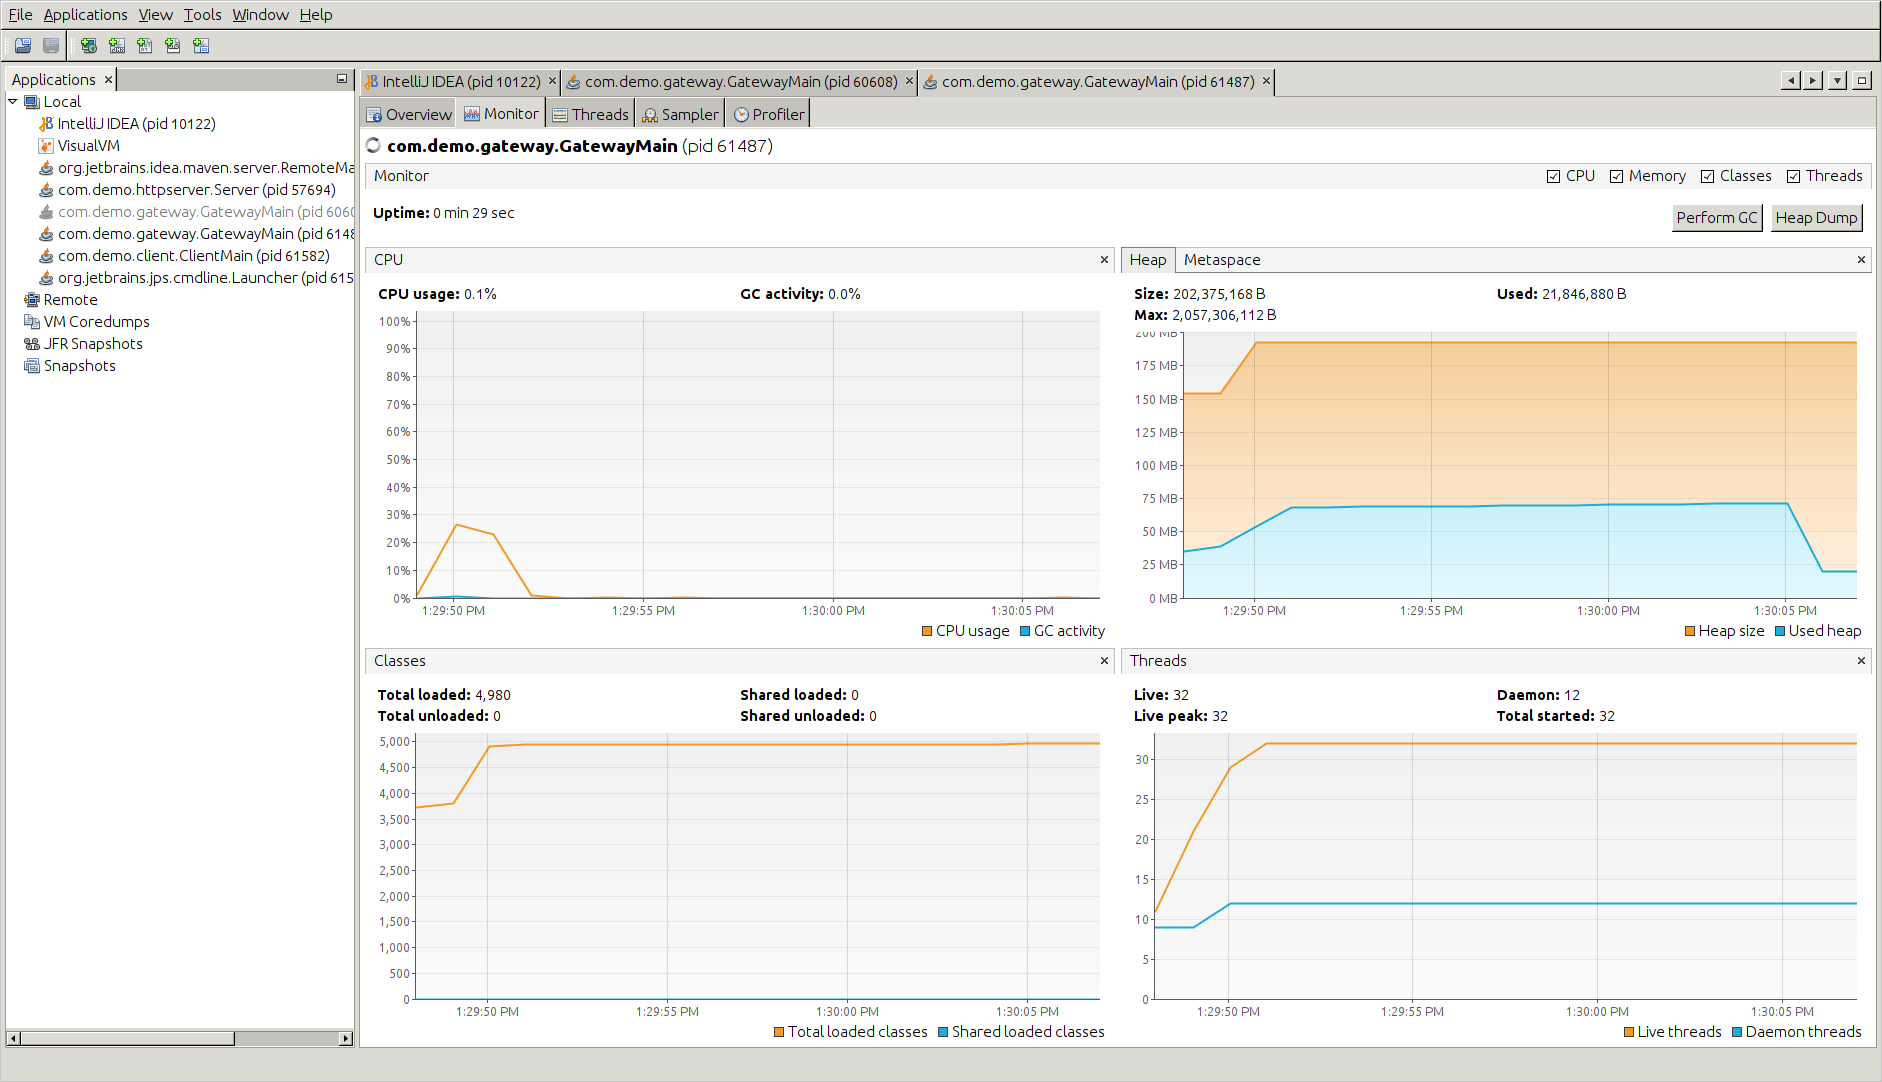 File Applications View Tools Window Help
Applications
Local
IntelliJ IDEA (pid 10122)
VisualVM
org.jetbrains.idea.maven.server.RemoteMa
com.demo.httpserver.Server (pid 57694)
com.demo.gateway.GatewayMain (pid 6060
com.demo.gateway.GatewayMain (pid 6148
com.demo.client.ClientMain (pid 61582)
org.jetbrains.jps.cmdline.Launcher (pid 615
Remote
VM Coredumps
JFR Snapshots
Snapshots
IntelliJ IDEA (pid 10122) com.demo.gateway.GatewayMain (pid 60608) com.demo.gateway.GatewayMain (pid 61487)
Overview Monitor Threads Sampler Profiler
com.demo.gateway.GatewayMain (pid 61487)
Monitor CPU Memory Classes Threads
Uptime: 0 min 29 sec Perform GC Heap Dump
CPU
CPU usage: 0.1% GC activity: 0.0%
100%
90%
80%
70%
60%
50%
40%
30%
20%
10%
0%
1:29:50 PM 1:29:55 PM 1:30:00 PM 1:30:05 PM
CPU usage GC activity
Heap Metaspace
Size: 202,375,168 B Used: 21,846,880 B
Max: 2,057,306,112 B
200 MB
175 MB
150 MB
125 MB
100 MB
75 MB
50 MB
25 MB
0 MB
1:29:50 PM 1:29:55 PM 1:30:00 PM 1:30:05 PM
Heap size Used heap
Classes
Total loaded: 4,980 Shared loaded: 0
Total unloaded: 0 Shared unloaded: 0
5,000
4,500
4,000
3,500
3,000
2,500
2,000
1,500
1,000
500
0
1:29:50 PM 1:29:55 PM 1:30:00 PM 1:30:05 PM
Total loaded classes Shared loaded classes
Threads
Live: 32 Daemon: 12
Live peak: 32 Total started: 32
30
25
20
15
10
5
0
1:29:50 PM 1:29:55 PM 1:30:00 PM 1:30:05 PM
Live threads Daemon threads